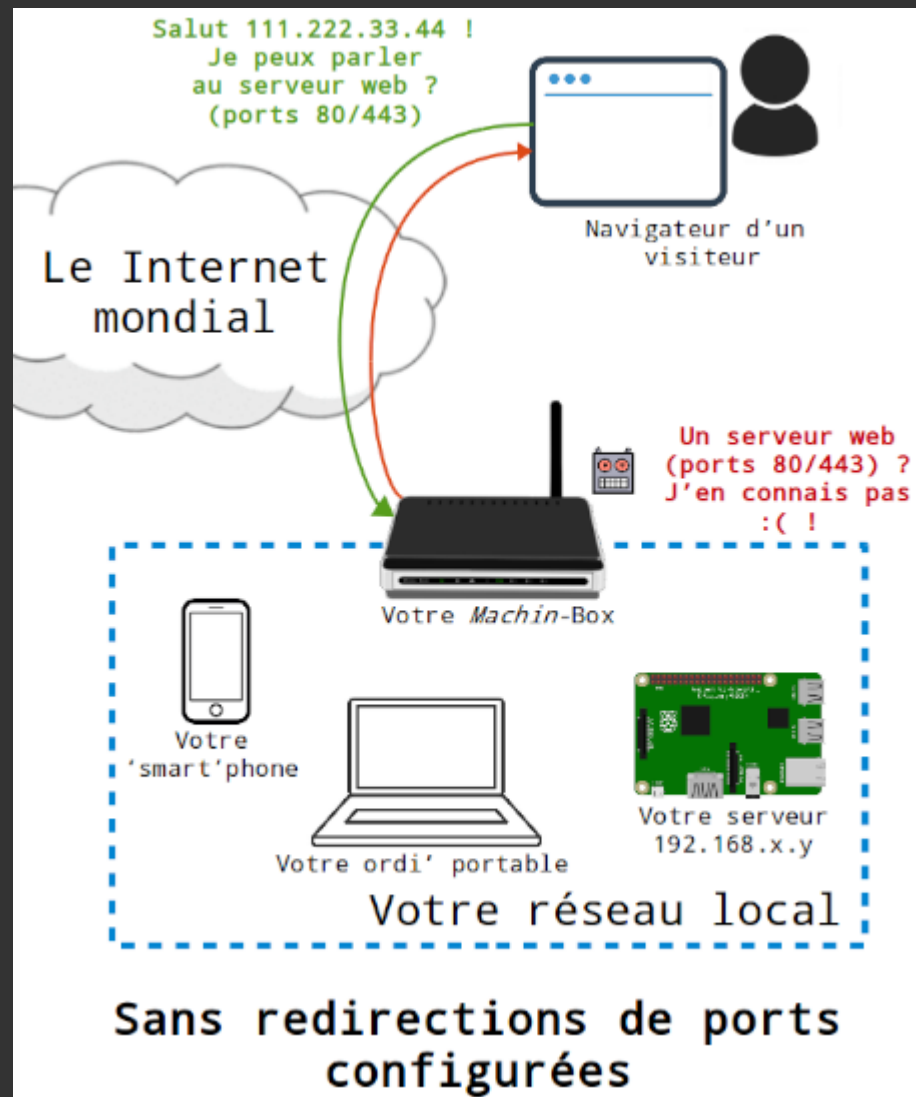 Salut 111.222.33.44 !
Je peux parler
au serveur web ?
(ports 80/443)
Navigateur d'un
visiteur
Le Internet
mondial
Un serveur web
(ports 80/443) ?
J'en connais pas
:( !
Votre Machin-Box
Votre
‘smart‘phone
Votre ordi’ portable
Votre serveur
192.168.x.y
Votre réseau local
Sans redirections de ports
configurées